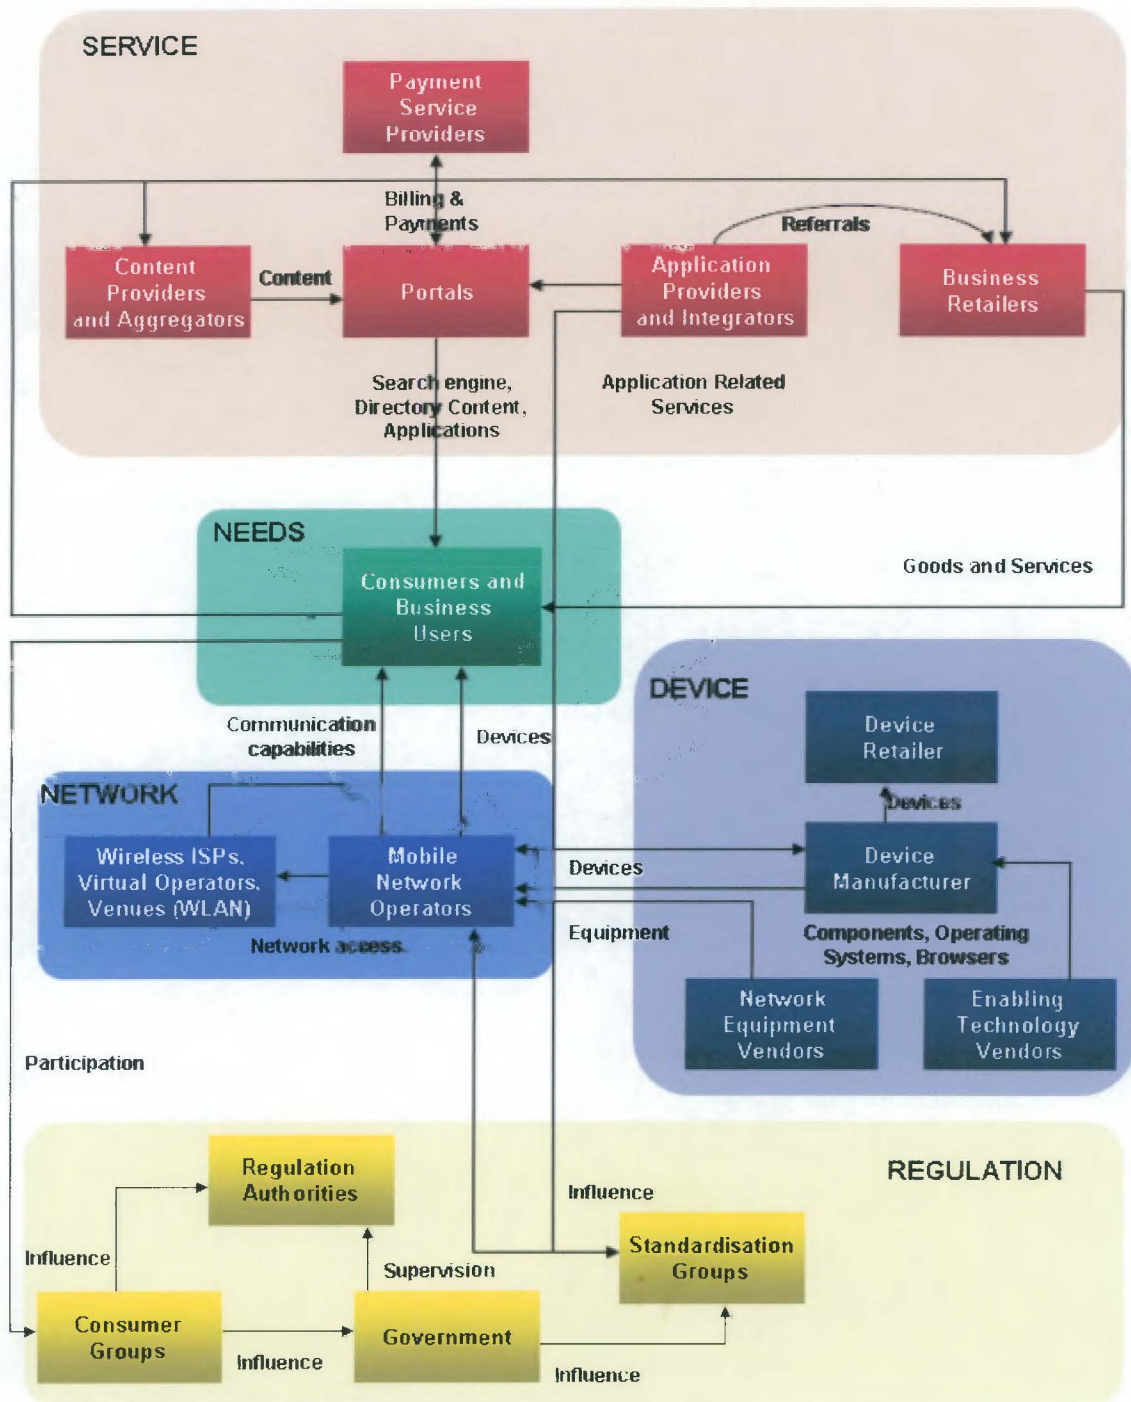 SERVICE
Payment
Service
Providers
Billing &
Payments
Referrals
Content
Providers
and Aggregators
Content
Portals
Application
Providers
and Integrators
Business
Retailers
Search engine,
Directory Content,
Applications
Application Related
Services
NEEDS
Consumers and
Business
Users
Goods and Services
DEVICE
Communication
capabilities
Devices
Device
Retailer
Devices
NETWORK
Wireless ISPs,
Virtual Operators,
Venues (WLAN)
Mobile
Network
Operators
Devices
Device
Manufacturer
Network access
Equipment
Components, Operating
Systems, Browsers
Network
Equipment
Vendors
Enabling
Technology
Vendors
Participation
REGULATION
Regulation
Authorities
Influence
Influence
Supervision
Standardisation
Groups
Consumer
Groups
Influence
Government
Influence